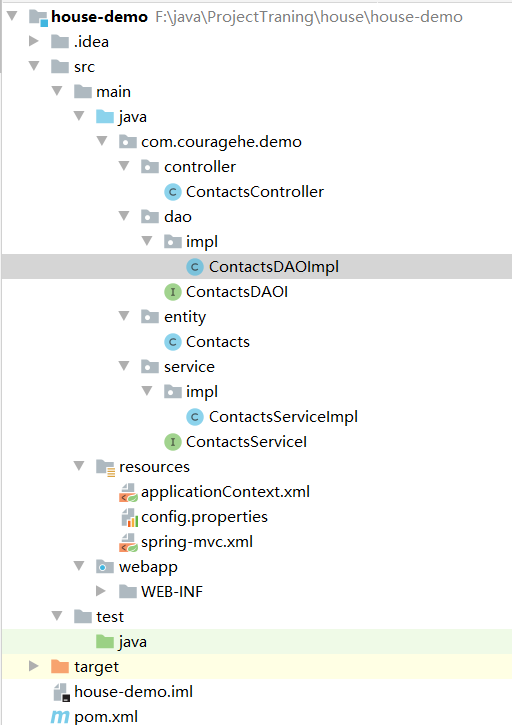 house-demo F:\java\ProjectTraning\house\house-demo
.idea
src
main
java
com.couragehe.demo
controller
ContactsController
dao
impl
ContactsDAOImpl
ContactsDAOI
entity
Contacts
service
impl
ContactsServiceImpl
ContactsServiceI
resources
applicationContext.xml
config.properties
spring-mvc.xml
webapp
WEB-INF
test
java
target
house-demo.iml
pom.xml